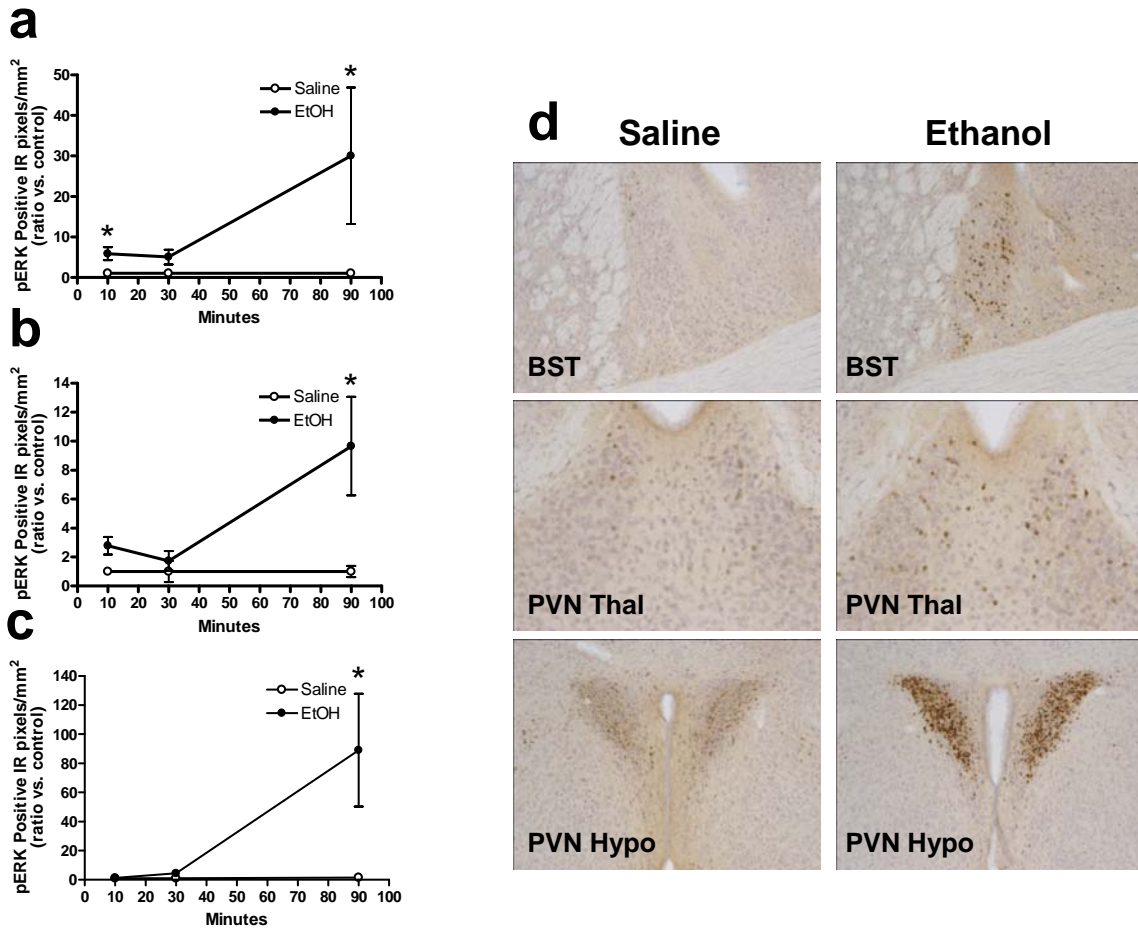 a
pERK Positive IR pixels/mm²
(ratio vs. control)
50
40
30
20
10
0
0 10 20 30 40 50 60 70 80 90 100
Minutes
Saline
EtOH
*
*
b
pERK Positive IR pixels/mm²
(ratio vs. control)
14
12
10
8
6
4
2
0
0 10 20 30 40 50 60 70 80 90 100
Minutes
Saline
EtOH
*
c
pERK Positive IR pixels/mm²
(ratio vs. control)
140
120
100
80
60
40
20
0
0 10 20 30 40 50 60 70 80 90 100
Minutes
Saline
EtOH
*
d
Saline Ethanol
BST BST
PVN Thal PVN Thal
PVN Hypo PVN Hypo